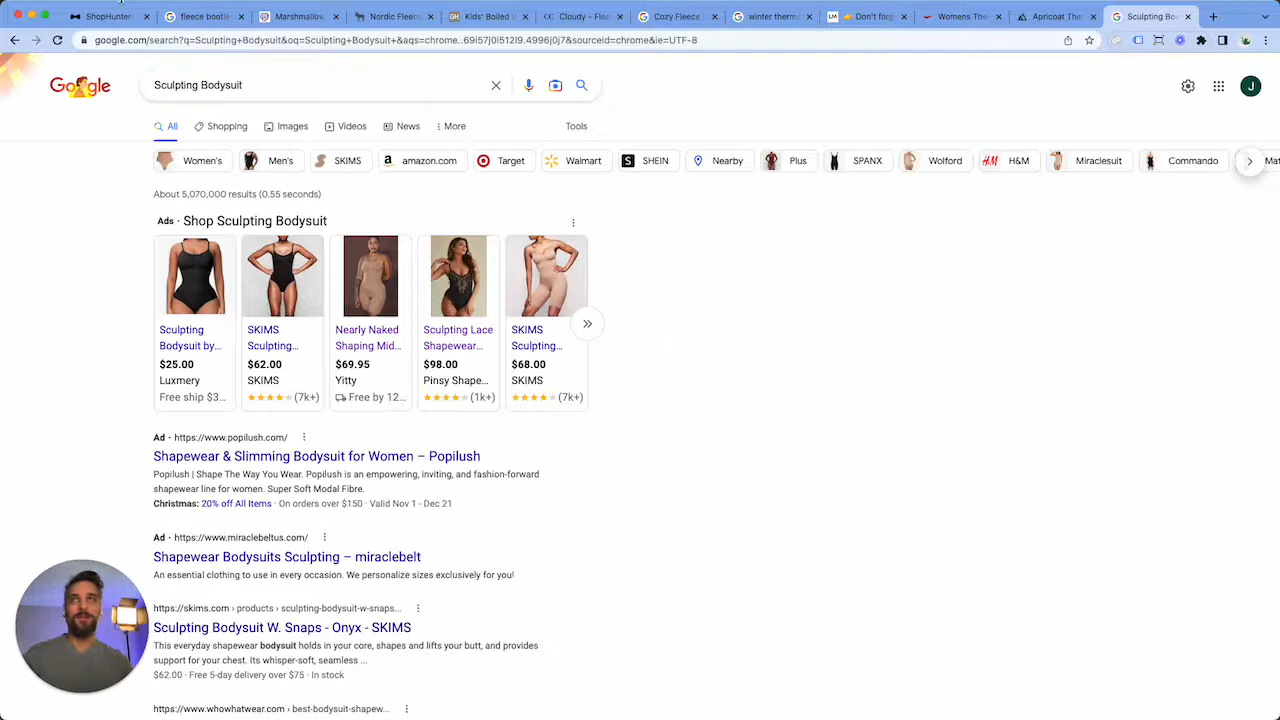 ShopHunter
fleece bootles
Marshmallow
Nordic Fleec
Kids' Boiled
Cloudy - Flee
Cozy Fleece
winter therm
Don't forg
Womens The
Apricoat The
Sculpting Bo
google.com/search?q=Sculpting+Bodysuit&oq=Sculpting+Bodysuit+&aqs=chrome..69i57j0i512l9.4996j0j7&sourceid=chrome&ie=UTF-8
Google
Sculpting Bodysuit
J
All
Shopping
Images
Videos
News
More
Tools
Women's
Men's
SKIMS
amazon.com
Target
Walmart
SHEIN
Nearby
Plus
SPANX
Wolford
H&M
Miraclesuit
Commando
Mat
About 5,070,000 results (0.55 seconds)
Ads · Shop Sculpting Bodysuit
Sculpting
Bodysuit by...
$25.00
Luxmery
Free ship $3...
SKIMS
Sculpting...
$62.00
SKIMS
(7k+)
Nearly Naked
Shaping Mid...
$69.95
Yitty
Free by 12...
Sculpting Lace
Shapewear...
$98.00
Pinsy Shape...
(1k+)
SKIMS
Sculpting...
$68.00
SKIMS
(7k+)
Ad · https://www.popilush.com/
Shapewear & Slimming Bodysuit for Women – Popilush
Popilush | Shape The Way You Wear. Popilush is an empowering, inviting, and fashion-forward
shapewear line for women. Super Soft Modal Fibre.
Christmas: 20% off All Items · On orders over $150 · Valid Nov 1 - Dec 21
Ad · https://www.miraclebeltus.com/
Shapewear Bodysuits Sculpting – miraclebelt
An essential clothing to use in every occasion. We personalize sizes exclusively for you!
https://skims.com › products › sculpting-bodysuit-w-snaps...
Sculpting Bodysuit W. Snaps - Onyx - SKIMS
This everyday shapewear bodysuit holds in your core, shapes and lifts your butt, and provides
support for your chest. Its whisper-soft, seamless ...
$62.00 · Free 5-day delivery over $75 · In stock
https://www.whowhatwear.com › best-bodysuit-shapew...